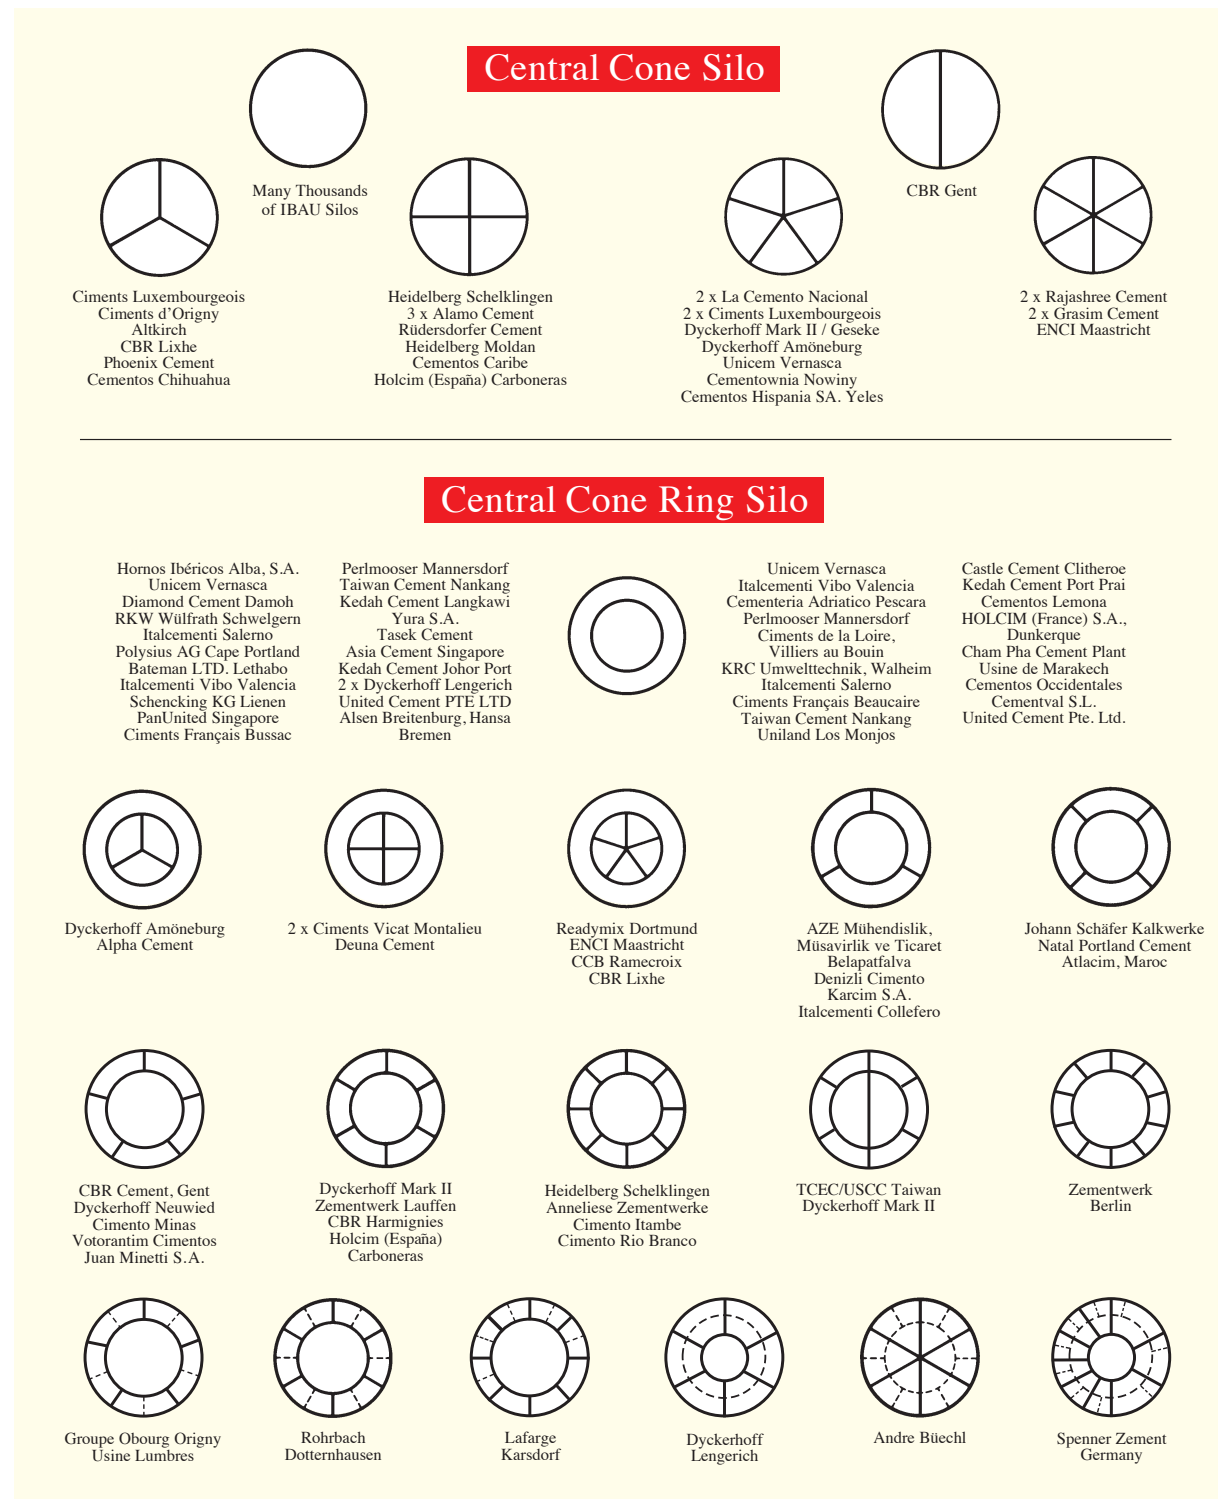 Central Cone Silo
Many Thousands
of IBAU Silos
CBR Gent
Ciments Luxembourgeois
Ciments d'Origny
Altkirch
CBR Lixhe
Phoenix Cement
Cementos Chihuahua
Heidelberg Schelklingen
3 x Alamo Cement
Rüdersdorfer Cement
Heidelberg Moldan
Cementos Caribe
Holcim (España) Carboneras
2 x La Cemento Nacional
2 x Ciments Luxembourgeois
Dyckerhoff Mark II / Geseke
Dyckerhoff Amöneburg
Unicem Vernasca
Cementownia Nowiny
Cementos Hispania SA. Yeles
2 x Rajashree Cement
2 x Grasim Cement
ENCI Maastricht
Central Cone Ring Silo
Hornos Ibéricos Alba, S.A.
Unicem Vernasca
Diamond Cement Damoh
RKW Wülfrath Schwelgern
Italcementi Salerno
Polysius AG Cape Portland
Bateman LTD. Lethabo
Italcementi Vibo Valencia
Schencking KG Lienen
PanUnited Singapore
Ciments Français Bussac
Perlmooser Mannersdorf
Taiwan Cement Nankang
Kedah Cement Langkawi
Yura S.A.
Tasek Cement
Asia Cement Singapore
Kedah Cement Johor Port
2 x Dyckerhoff Lengerich
United Cement PTE LTD
Alsen Breitenburg, Hansa
Bremen
Unicem Vernasca
Italcementi Vibo Valencia
Cementeria Adriatico Pescara
Perlmooser Mannersdorf
Ciments de la Loire,
Villiers au Bouin
KRC Umwelttechnik, Walheim
Italcementi Salerno
Ciments Français Beaucaire
Taiwan Cement Nankang
Uniland Los Monjos
Castle Cement Clitheroe
Kedah Cement Port Prai
Cementos Lemona
HOLCIM (France) S.A.,
Dunkerque
Cham Pha Cement Plant
Usine de Marakech
Cementos Occidentales
Cementval S.L.
United Cement Pte. Ltd.
Dyckerhoff Amöneburg
Alpha Cement
2 x Ciments Vicat Montalieu
Deuna Cement
Readymix Dortmund
ENCI Maastricht
CCB Ramecroix
CBR Lixhe
AZE Mühendislik,
Müsavirlik ve Ticaret
Belapatfalva
Denizli Cimento
Karcim S.A.
Italcementi Collefero
Johann Schäfer Kalkwerke
Natal Portland Cement
Atlacim, Maroc
CBR Cement, Gent
Dyckerhoff Neuwied
Cimento Minas
Votorantim Cimentos
Juan Minetti S.A.
Dyckerhoff Mark II
Zementwerk Lauffen
CBR Harmignies
Holcim (España)
Carboneras
Heidelberg Schelklingen
Anneliese Zementwerke
Cimento Itambe
Cimento Rio Branco
TCEC/USCC Taiwan
Dyckerhoff Mark II
Zementwerk
Berlin
Groupe Obourg Origny
Usine Lumbres
Rohrbach
Dotternhausen
Lafarge
Karsdorf
Dyckerhoff
Lengerich
Andre Büechl
Spenner Zement
Germany